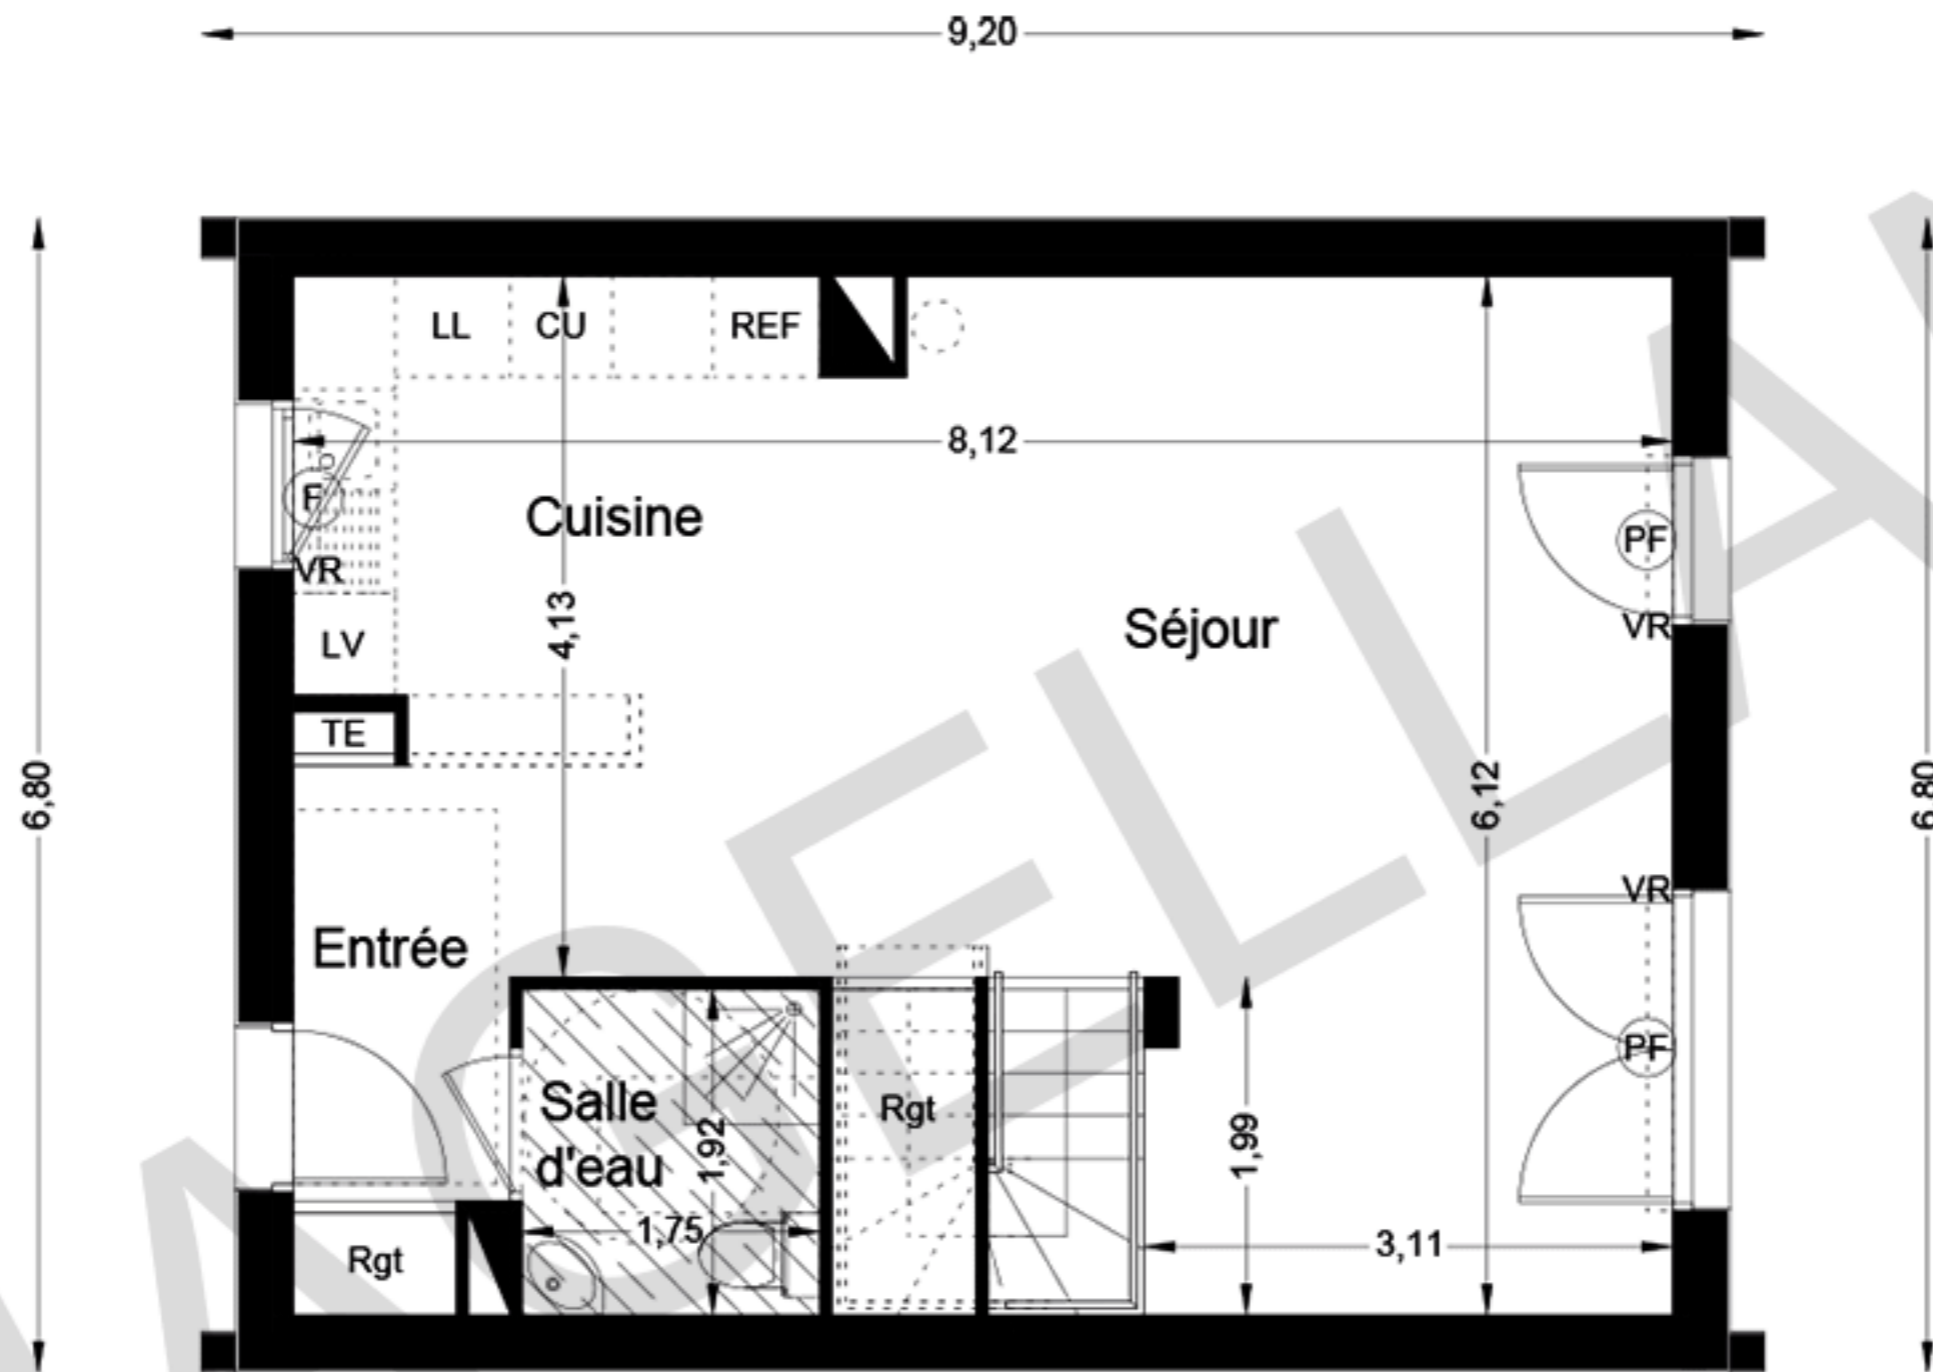 9,20
LL
CU
REF
8,12
F
Cuisine
PF
VR
4,13
Séjour
VR
LV
TE
6,80
6,12
6,80
VR
Entrée
PF
Salle
d'eau
1,92
Rgt
1,99
1,75
3,11
Rgt